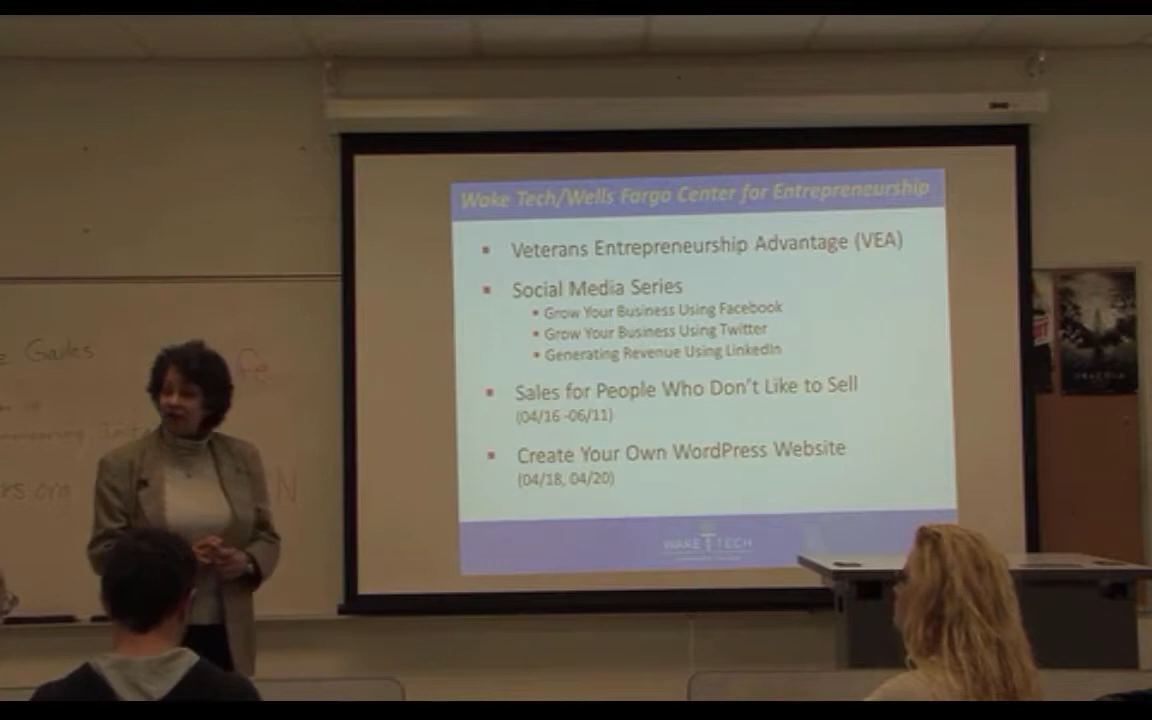 Wake Tech/Wells Fargo Center for Entrepreneurship
▪ Veterans Entrepreneurship Advantage (VEA)
▪ Social Media Series
▪ Grow Your Business Using Facebook
▪ Grow Your Business Using Twitter
▪ Generating Revenue Using LinkedIn
▪ Sales for People Who Don't Like to Sell
(04/16 -06/11)
▪ Create Your Own WordPress Website
(04/18, 04/20)
WAKE TECH
DRACULA